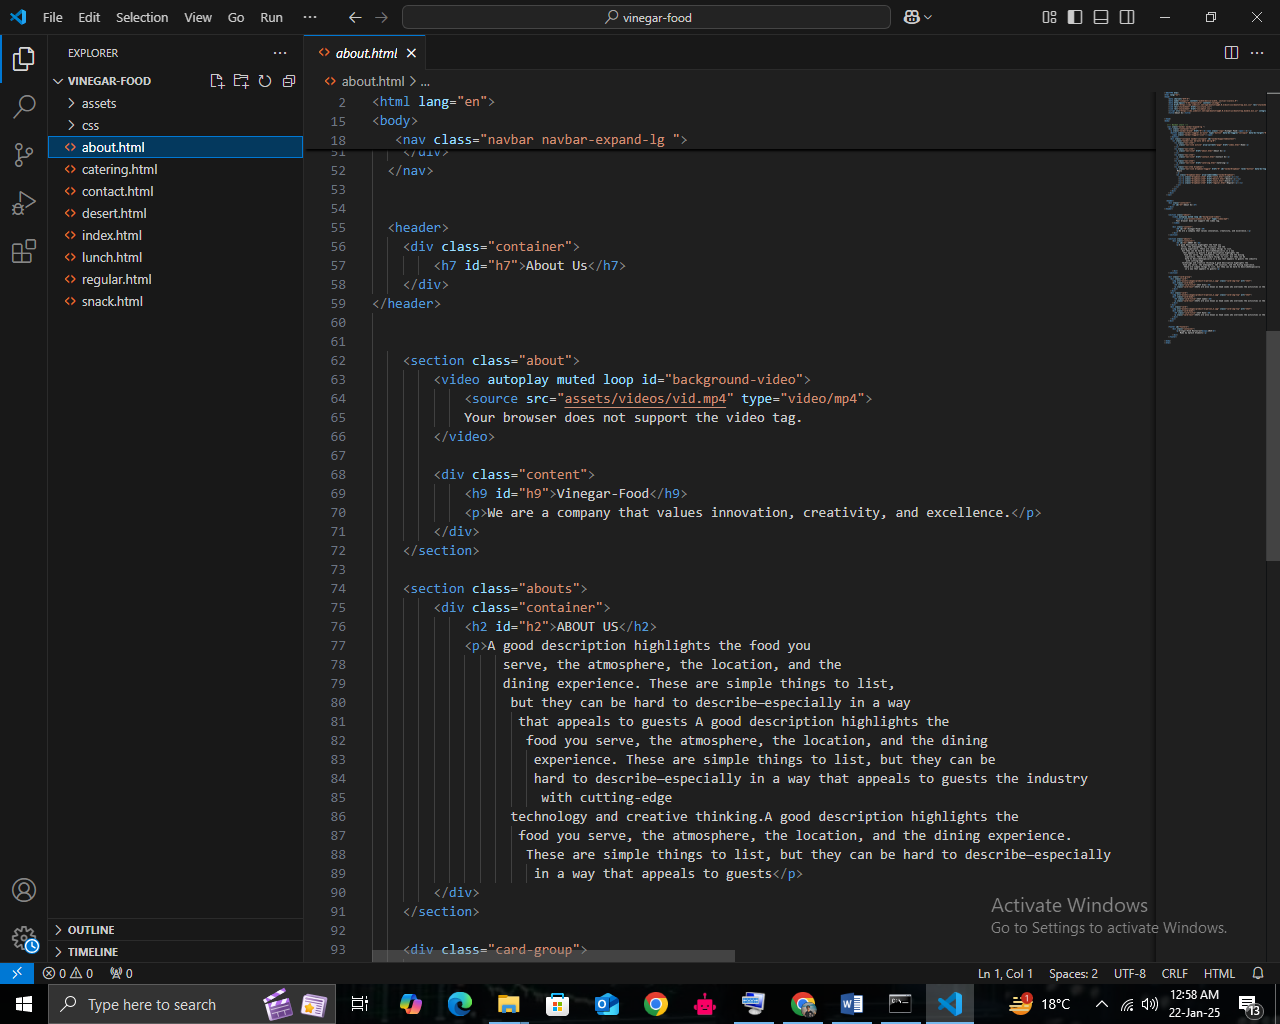 File Edit Selection View Go Run ··· vinegar-food
EXPLORER
VINEGAR-FOOD
assets
css
about.html
catering.html
contact.html
desert.html
index.html
lunch.html
regular.html
snack.html
OUTLINE
TIMELINE
about.html
about.html > ...
2 <html lang="en">
15 <body>
18 <nav class="navbar navbar-expand-lg ">
51 </div>
52 </nav>
53
54
55 <header>
56 <div class="container">
57 <h7 id="h7">About Us</h7>
58 </div>
59 </header>
60
61
62 <section class="about">
63 <video autoplay muted loop id="background-video">
64 <source src="assets/videos/vid.mp4" type="video/mp4">
65 Your browser does not support the video tag.
66 </video>
67
68 <div class="content">
69 <h9 id="h9">Vinegar-Food</h9>
70 <p>We are a company that values innovation, creativity, and excellence.</p>
71 </div>
72 </section>
73
74 <section class="abouts">
75 <div class="container">
76 <h2 id="h2">ABOUT US</h2>
77 <p>A good description highlights the food you
78 serve, the atmosphere, the location, and the
79 dining experience. These are simple things to list,
80 but they can be hard to describe—especially in a way
81 that appeals to guests A good description highlights the
82 food you serve, the atmosphere, the location, and the dining
83 experience. These are simple things to list, but they can be
84 hard to describe—especially in a way that appeals to guests the industry
85 with cutting-edge
86 technology and creative thinking.A good description highlights the
87 food you serve, the atmosphere, the location, and the dining experience.
88 These are simple things to list, but they can be hard to describe—especially
89 in a way that appeals to guests</p>
90 </div>
91 </section>
92
93 <div class="card-group">
Activate Windows
Go to Settings to activate Windows.
0 0 0 Ln 1, Col 1 Spaces: 2 UTF-8 CRLF HTML
Type here to search
1 18°C
12:58 AM
22-Jan-25
13